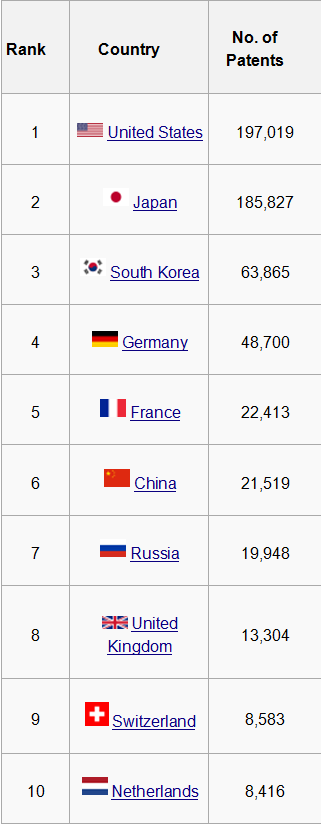 Rank Country No. of Patents
1 United States 197,019
2 Japan 185,827
3 South Korea 63,865
4 Germany 48,700
5 France 22,413
6 China 21,519
7 Russia 19,948
8 United Kingdom 13,304
9 Switzerland 8,583
10 Netherlands 8,416